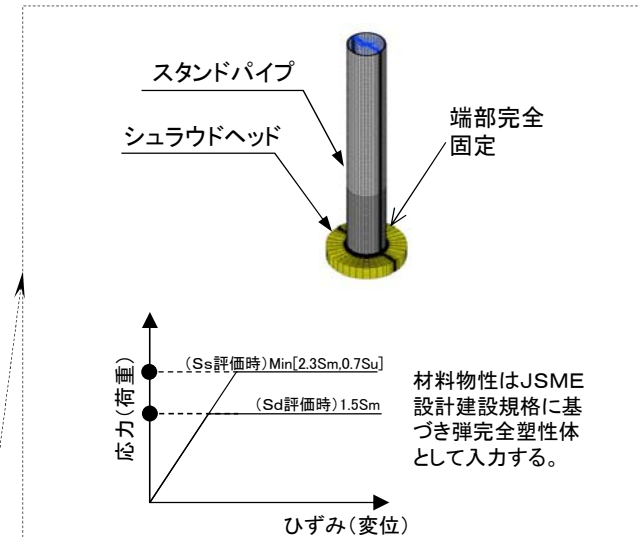 スタンドパイプ
シュラウドヘッド
端部完全
固定
応力(荷重)
(Ss評価時)Min[2.3Sm,0.7Su]
(Sd評価時)1.5Sm
ひずみ(変位)
材料物性はJSME
設計建設規格に基
づき弾完全塑性体
として入力する。